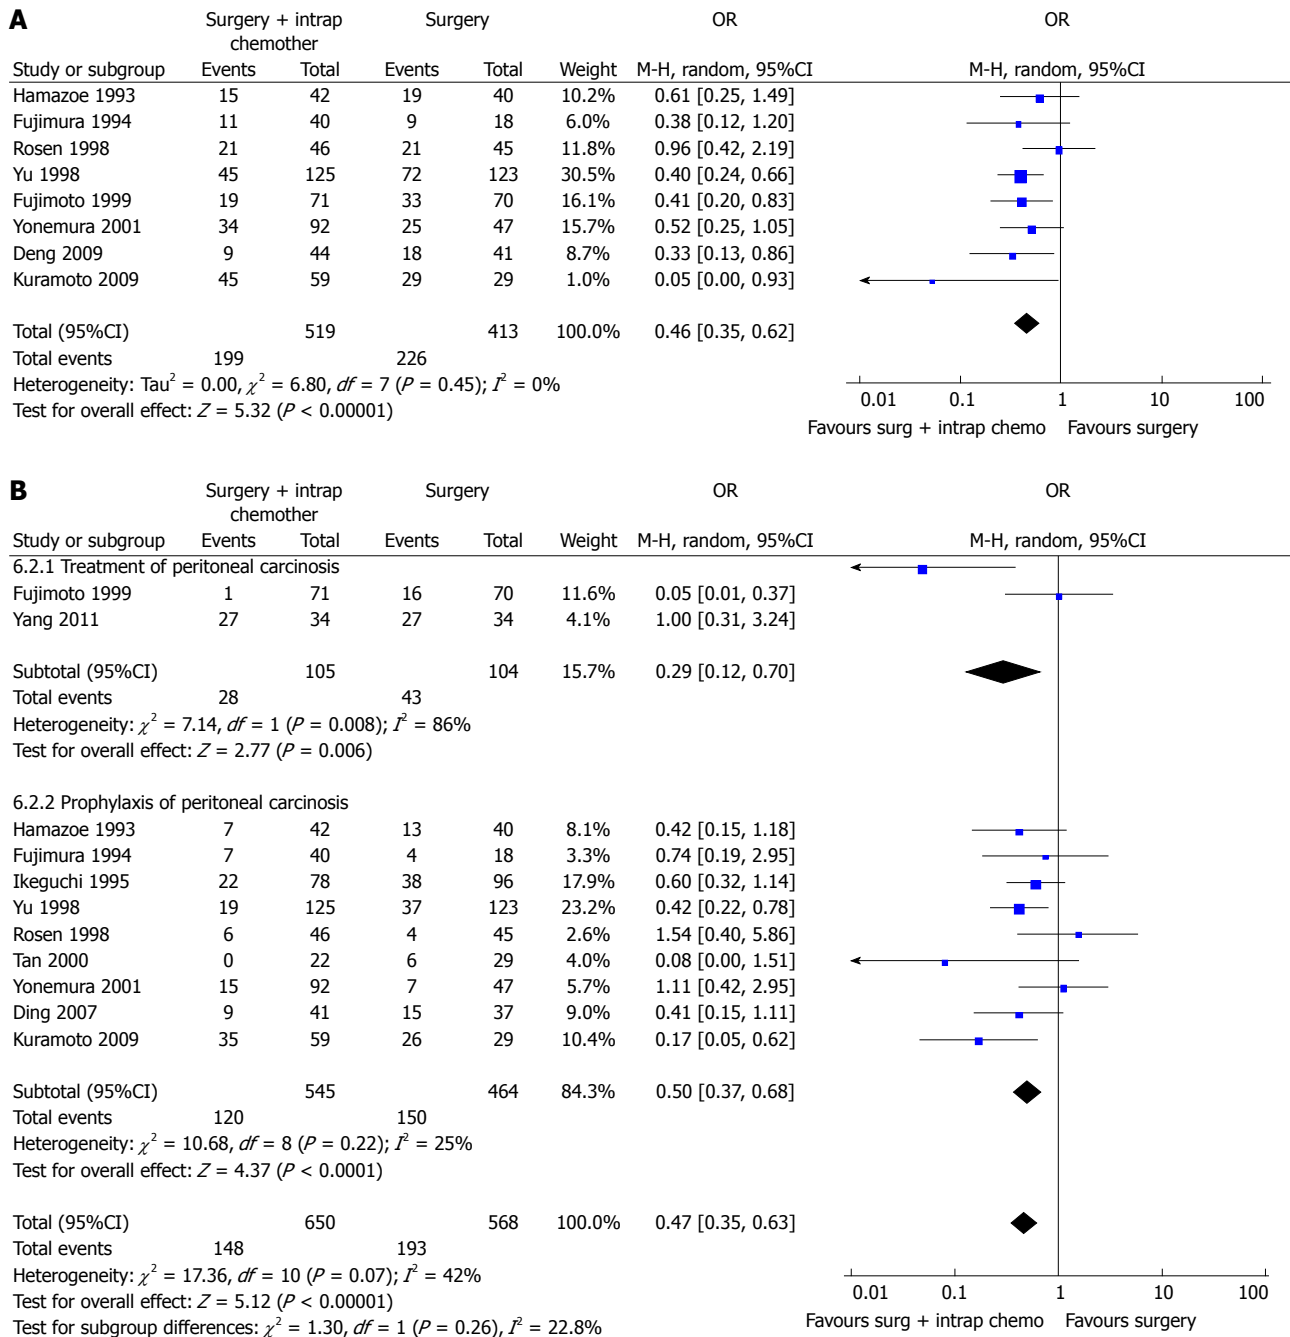 A Surgery + intrap Surgery OR OR
chemother
Study or subgroup Events Total Events Total Weight M-H, random, 95%CI M-H, random, 95%CI
Hamazoe 1993 15 42 19 40 10.2% 0.61 [0.25, 1.49]
Fujimura 1994 11 40 9 18 6.0% 0.38 [0.12, 1.20]
Rosen 1998 21 46 21 45 11.8% 0.96 [0.42, 2.19]
Yu 1998 45 125 72 123 30.5% 0.40 [0.24, 0.66]
Fujimoto 1999 19 71 33 70 16.1% 0.41 [0.20, 0.83]
Yonemura 2001 34 92 25 47 15.7% 0.52 [0.25, 1.05]
Deng 2009 9 44 18 41 8.7% 0.33 [0.13, 0.86]
Kuramoto 2009 45 59 29 29 1.0% 0.05 [0.00, 0.93]
Total (95%CI) 519 413 100.0% 0.46 [0.35, 0.62]
Total events 199 226
Heterogeneity: Tau² = 0.00, χ² = 6.80, df = 7 (P = 0.45); I² = 0%
Test for overall effect: Z = 5.32 (P < 0.00001)
0.01 0.1 1 10 100
Favours surg + intrap chemo Favours surgery
B Surgery + intrap Surgery OR OR
chemother
Study or subgroup Events Total Events Total Weight M-H, random, 95%CI M-H, random, 95%CI
6.2.1 Treatment of peritoneal carcinosis
Fujimoto 1999 1 71 16 70 11.6% 0.05 [0.01, 0.37]
Yang 2011 27 34 27 34 4.1% 1.00 [0.31, 3.24]
Subtotal (95%CI) 105 104 15.7% 0.29 [0.12, 0.70]
Total events 28 43
Heterogeneity: χ² = 7.14, df = 1 (P = 0.008); I² = 86%
Test for overall effect: Z = 2.77 (P = 0.006)
6.2.2 Prophylaxis of peritoneal carcinosis
Hamazoe 1993 7 42 13 40 8.1% 0.42 [0.15, 1.18]
Fujimura 1994 7 40 4 18 3.3% 0.74 [0.19, 2.95]
Ikeguchi 1995 22 78 38 96 17.9% 0.60 [0.32, 1.14]
Yu 1998 19 125 37 123 23.2% 0.42 [0.22, 0.78]
Rosen 1998 6 46 4 45 2.6% 1.54 [0.40, 5.86]
Tan 2000 0 22 6 29 4.0% 0.08 [0.00, 1.51]
Yonemura 2001 15 92 7 47 5.7% 1.11 [0.42, 2.95]
Ding 2007 9 41 15 37 9.0% 0.41 [0.15, 1.11]
Kuramoto 2009 35 59 26 29 10.4% 0.17 [0.05, 0.62]
Subtotal (95%CI) 545 464 84.3% 0.50 [0.37, 0.68]
Total events 120 150
Heterogeneity: χ² = 10.68, df = 8 (P = 0.22); I² = 25%
Test for overall effect: Z = 4.37 (P < 0.0001)
Total (95%CI) 650 568 100.0% 0.47 [0.35, 0.63]
Total events 148 193
Heterogeneity: χ² = 17.36, df = 10 (P = 0.07); I² = 42%
Test for overall effect: Z = 5.12 (P < 0.00001)
Test for subgroup differences: χ² = 1.30, df = 1 (P = 0.26), I² = 22.8%
0.01 0.1 1 10 100
Favours surg + intrap chemo Favours surgery